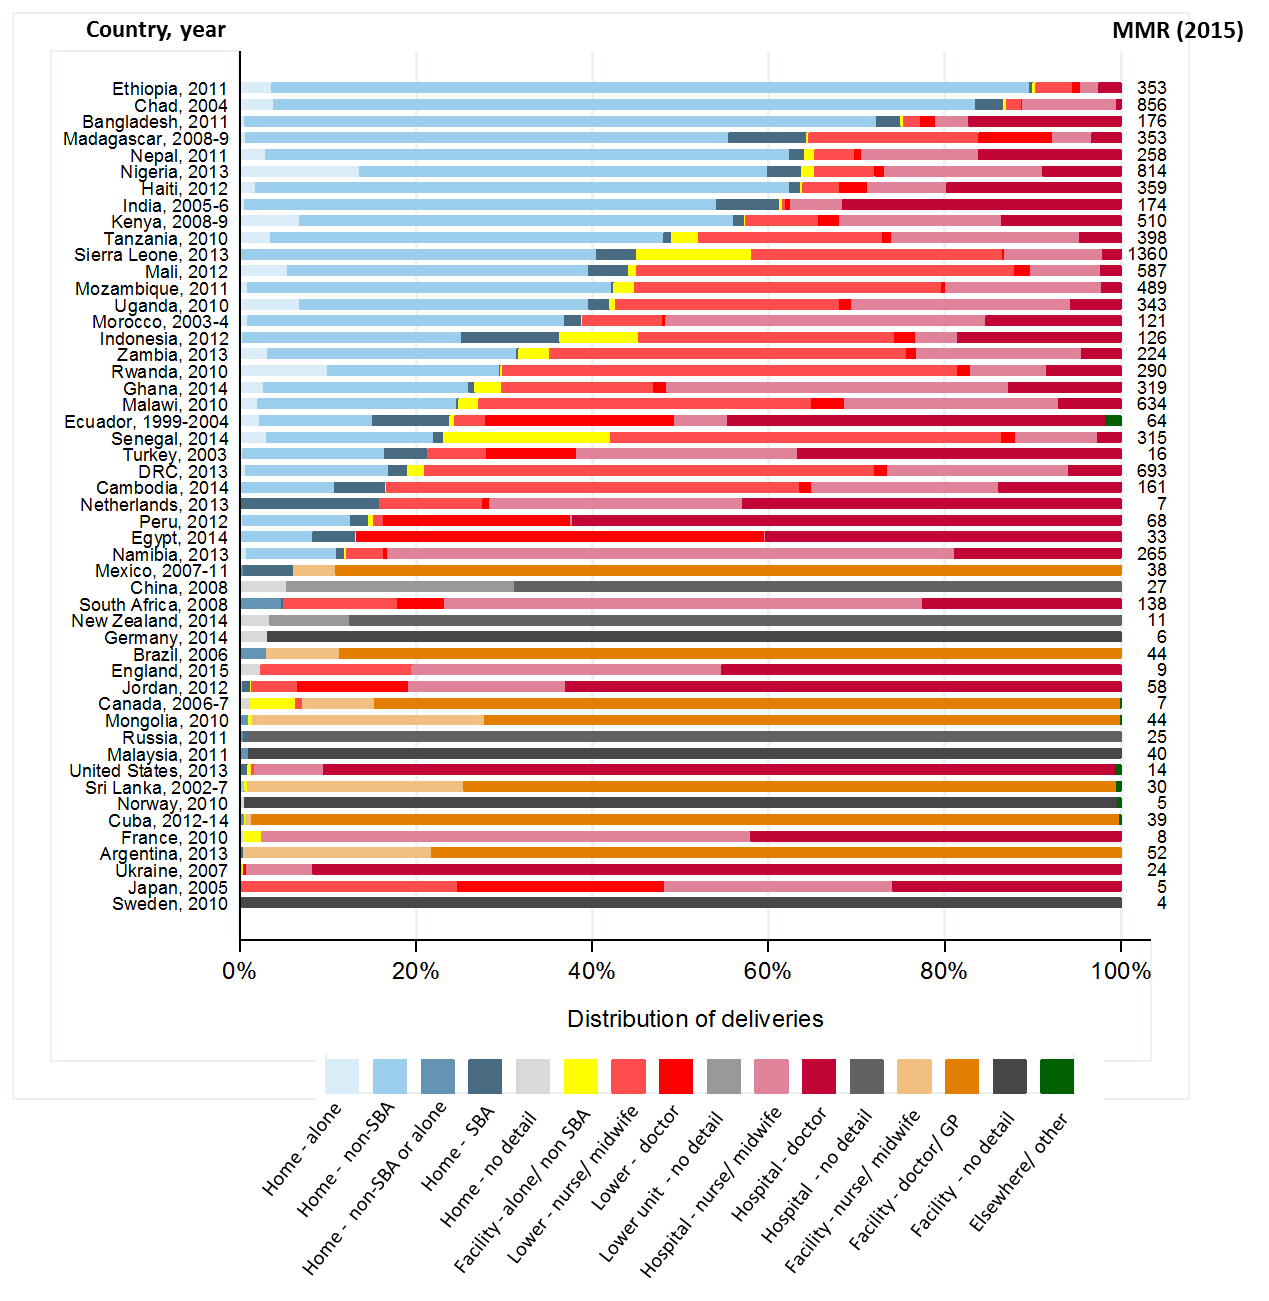 Country, year MMR (2015)
Ethiopia, 2011 353
Chad, 2004 856
Bangladesh, 2011 176
Madagascar, 2008-9 353
Nepal, 2011 258
Nigeria, 2013 814
Haiti, 2012 359
India, 2005-6 174
Kenya, 2008-9 510
Tanzania, 2010 398
Sierra Leone, 2013 1360
Mali, 2012 587
Mozambique, 2011 489
Uganda, 2010 343
Morocco, 2003-4 121
Indonesia, 2012 126
Zambia, 2013 224
Rwanda, 2010 290
Ghana, 2014 319
Malawi, 2010 634
Ecuador, 1999-2004 64
Senegal, 2014 315
Turkey, 2003 16
DRC, 2013 693
Cambodia, 2014 161
Netherlands, 2013 7
Peru, 2012 68
Egypt, 2014 33
Namibia, 2013 265
Mexico, 2007-11 38
China, 2008 27
South Africa, 2008 138
New Zealand, 2014 11
Germany, 2014 6
Brazil, 2006 44
England, 2015 9
Jordan, 2012 58
Canada, 2006-7 7
Mongolia, 2010 44
Russia, 2011 25
Malaysia, 2011 40
United States, 2013 14
Sri Lanka, 2002-7 30
Norway, 2010 5
Cuba, 2012-14 39
France, 2010 8
Argentina, 2013 52
Ukraine, 2007 24
Japan, 2005 5
Sweden, 2010 4
0% 20% 40% 60% 80% 100%
Distribution of deliveries
Home - alone
Home - non-SBA
Home - non-SBA or alone
Home - SBA
Home - no detail
Facility - alone/ non SBA
Lower - nurse/ midwife
Lower - doctor
Lower unit - no detail
Hospital - nurse/ midwife
Hospital - doctor
Hospital - no detail
Facility - nurse/ midwife
Facility - doctor/ GP
Facility - no detail
Elsewhere/ other